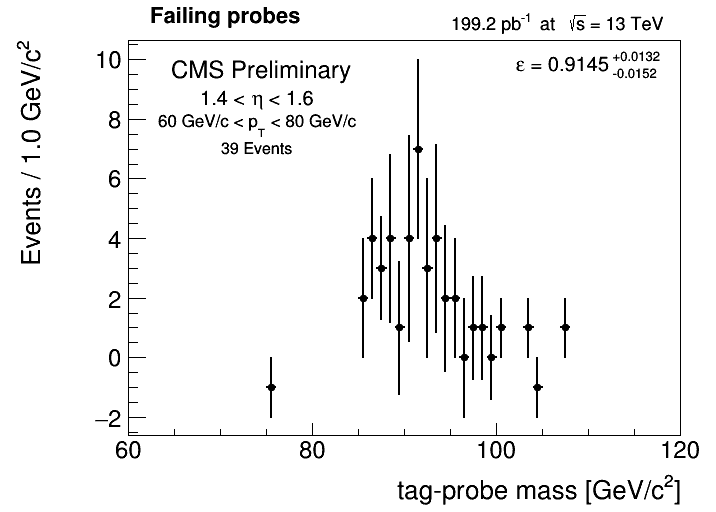 Failing probes
199.2 pb⁻¹ at √s = 13 TeV
CMS Preliminary
1.4 < η < 1.6
60 GeV/c < p_T < 80 GeV/c
39 Events
ε = 0.9145 +0.0132 -0.0152
Events / 1.0 GeV/c²
10
8
6
4
2
0
−2
60 80 100 120
tag-probe mass [GeV/c²]